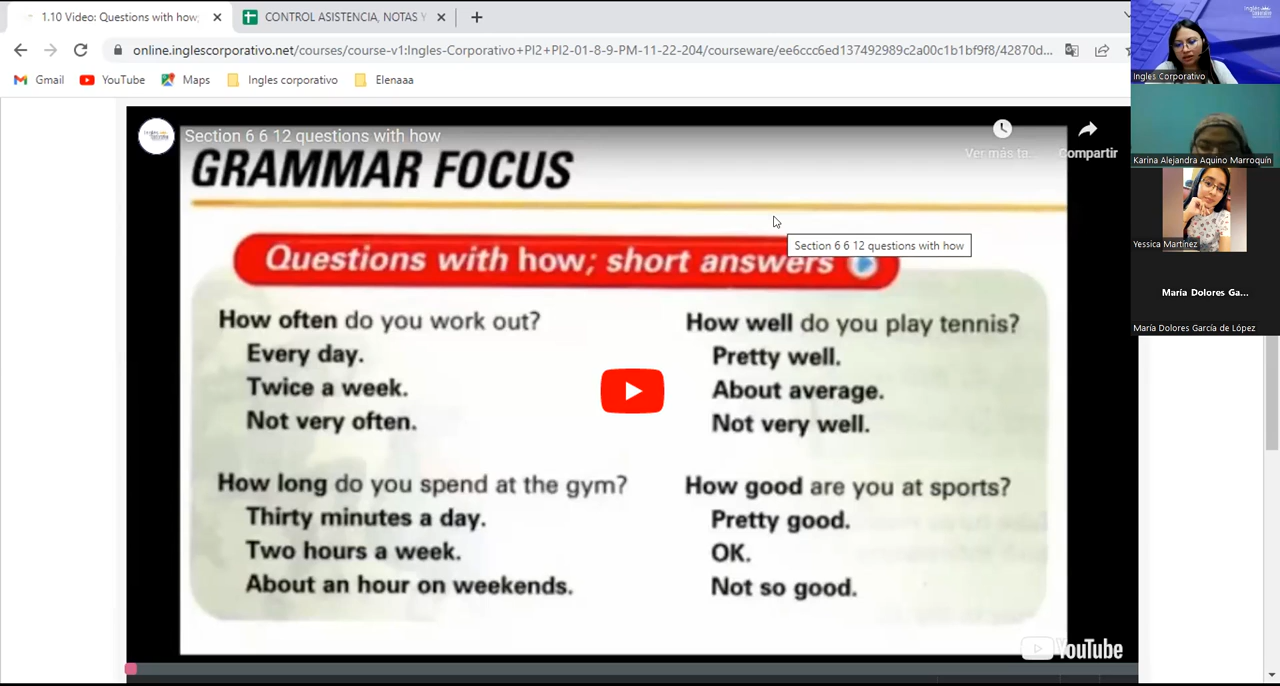 1.10 Video: Questions with how;
CONTROL ASISTENCIA, NOTAS Y
online.inglescorporativo.net/courses/course-v1:Ingles-Corporativo+PI2+PI2-01-8-9-PM-11-22-204/courseware/ee6ccc6ed137492989c2a00c1b1bf9f8/42870d...
Gmail
YouTube
Maps
Ingles corporativo
Elenaaa
Section 6 6 12 questions with how
Ver más ta...
Compartir
GRAMMAR FOCUS
Section 6 6 12 questions with how
Questions with how; short answers
How often do you work out?
Every day.
Twice a week.
Not very often.
How well do you play tennis?
Pretty well.
About average.
Not very well.
How long do you spend at the gym?
Thirty minutes a day.
Two hours a week.
About an hour on weekends.
How good are you at sports?
Pretty good.
OK.
Not so good.
YouTube
Ingles Corporativo
Karina Alejandra Aquino Marroquín
Yessica Martínez
María Dolores Ga...
María Dolores García de López